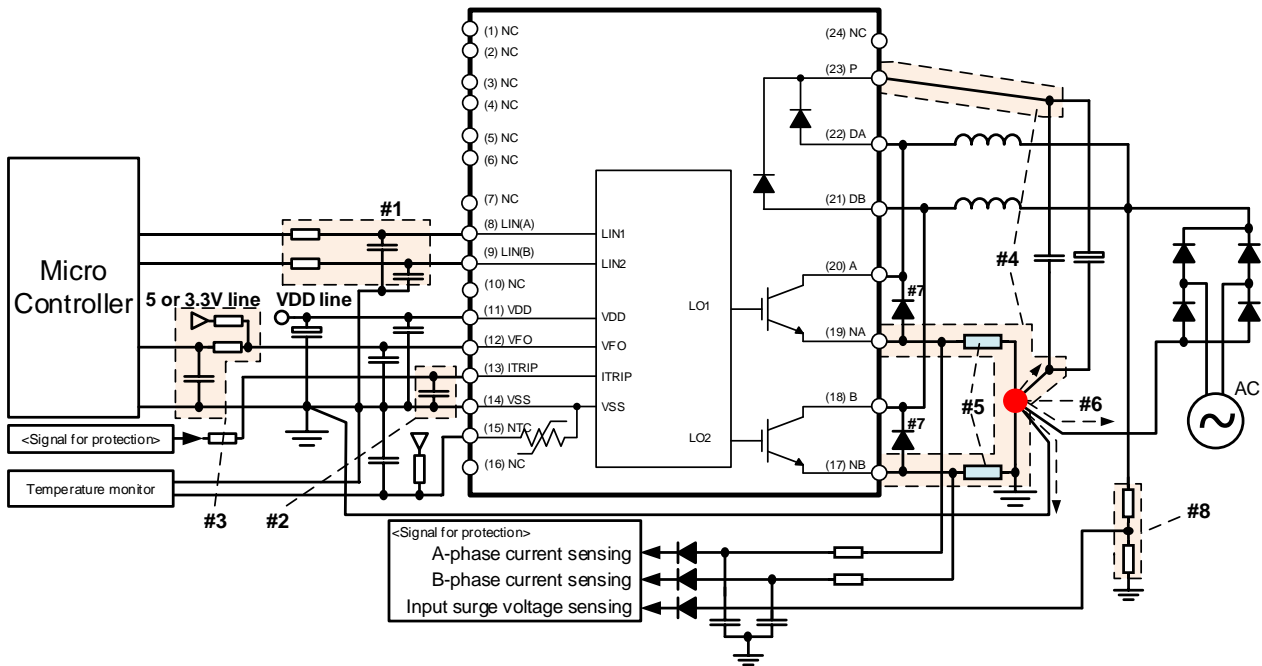 (1) NC
(2) NC
(3) NC
(4) NC
(5) NC
(6) NC
(7) NC
(8) LIN(A)
(9) LIN(B)
(10) NC
(11) VDD
(12) VFO
(13) ITRIP
(14) VSS
(15) NTC
(16) NC
(24) NC
(23) P
(22) DA
(21) DB
(20) A
(19) NA
(18) B
(17) NB
LIN1
LIN2
VDD
VFO
ITRIP
VSS
LO1
LO2
Micro
Controller
#1
5 or 3.3V line
VDD line
<Signal for protection>
Temperature monitor
#3
#2
#4
#7
#5
#7
#6
AC
#8
<Signal for protection>
A-phase current sensing
B-phase current sensing
Input surge voltage sensing